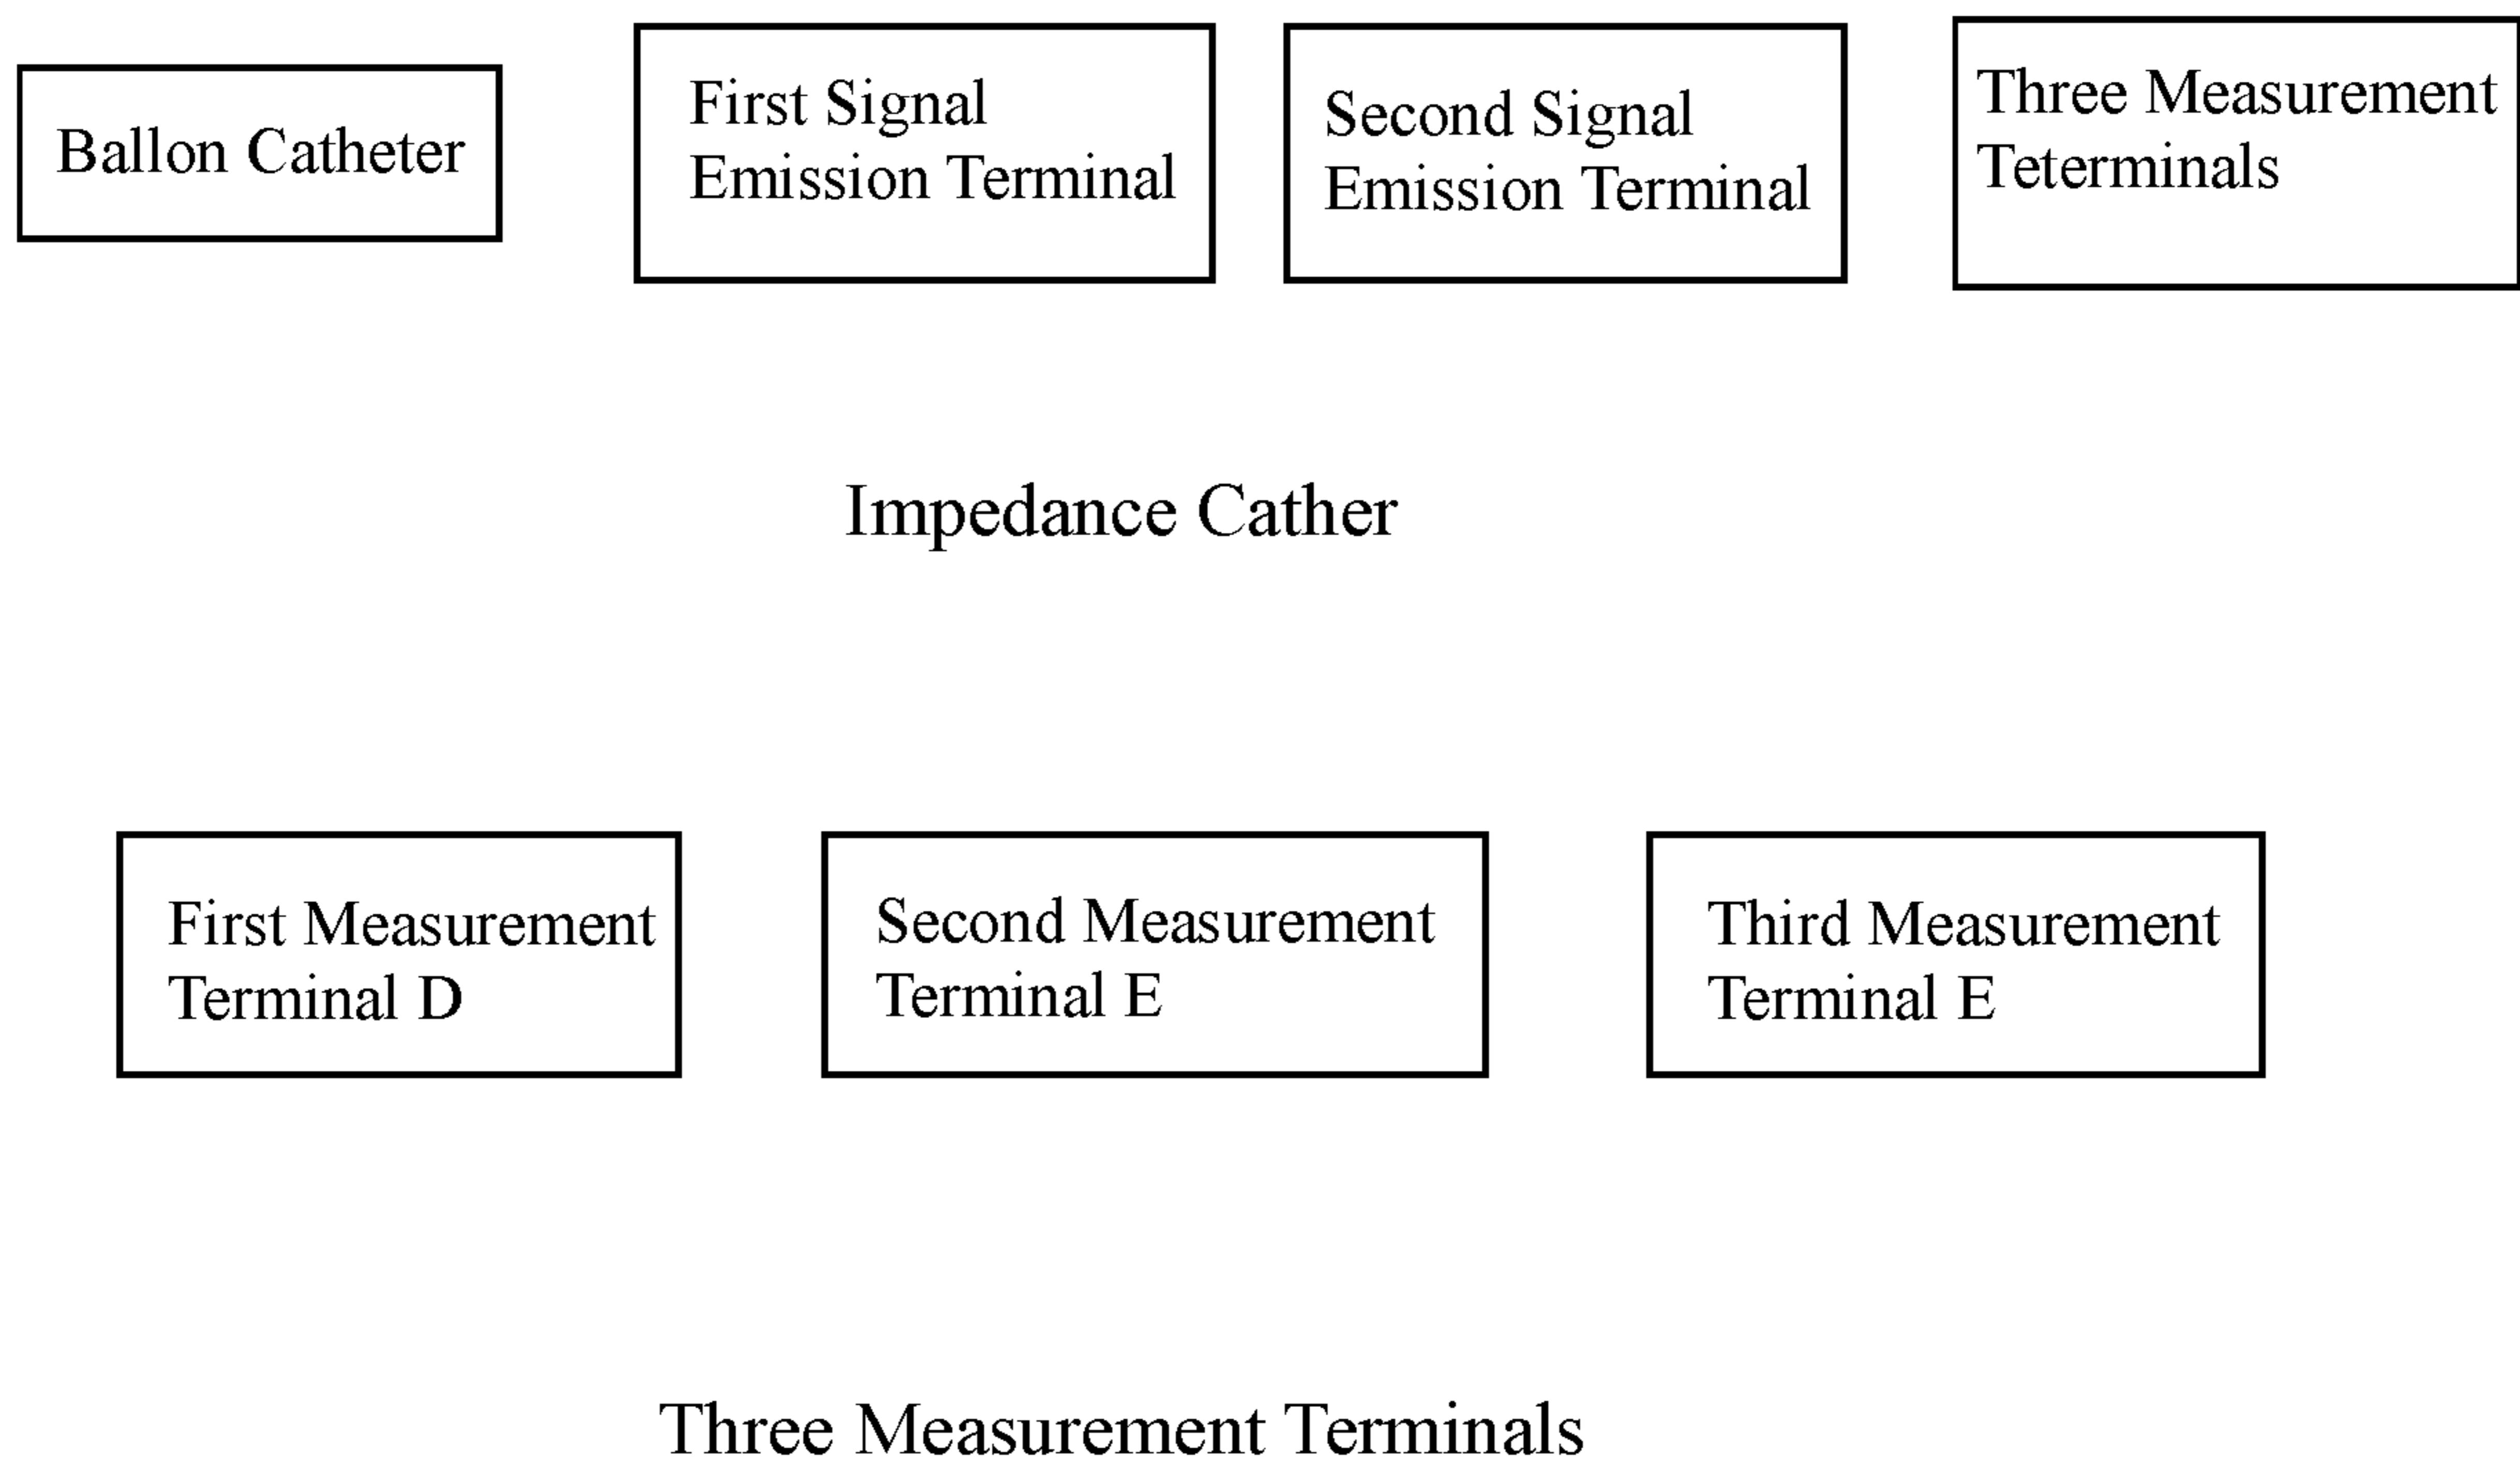 Ballon Catheter
First Signal
Emission Terminal
Second Signal
Emission Terminal
Three Measurement
Teterminals
Impedance Cather
First Measurement
Terminal D
Second Measurement
Terminal E
Third Measurement
Terminal E
Three Measurement Terminals